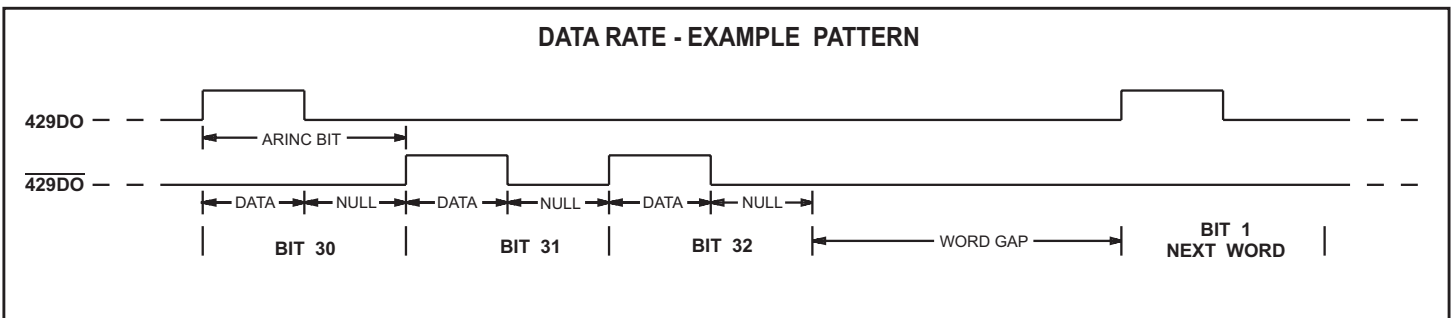 DATA RATE - EXAMPLE PATTERN
429DO
ARINC BIT
429DO
DATA NULL DATA NULL DATA NULL
BIT 30 BIT 31 BIT 32 WORD GAP BIT 1
NEXT WORD